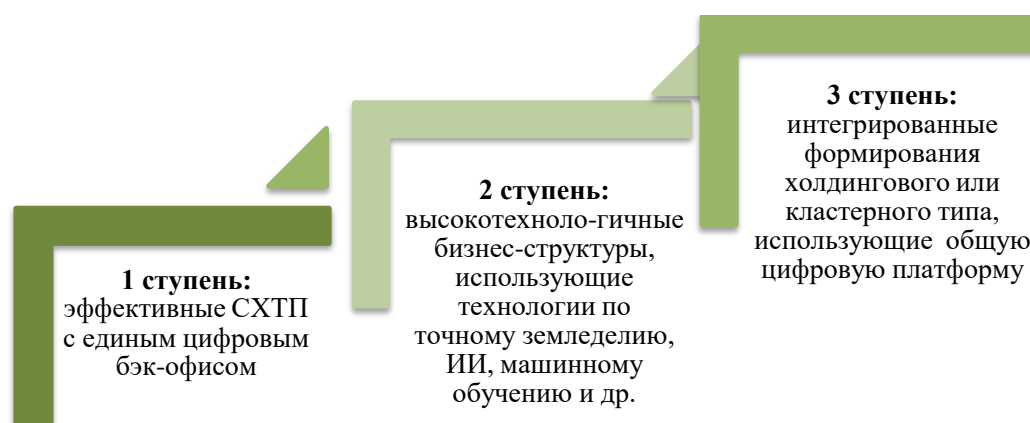 1 ступень:
эффективные СХТП
с единым цифровым
бэк-офисом
2 ступень:
высокотехноло-гичные
бизнес-структуры,
использующие
технологии по
точному земледелию,
ИИ, машинному
обучению и др.
3 ступень:
интегрированные
формирования
холдингового или
кластерного типа,
использующие общую
цифровую платформу